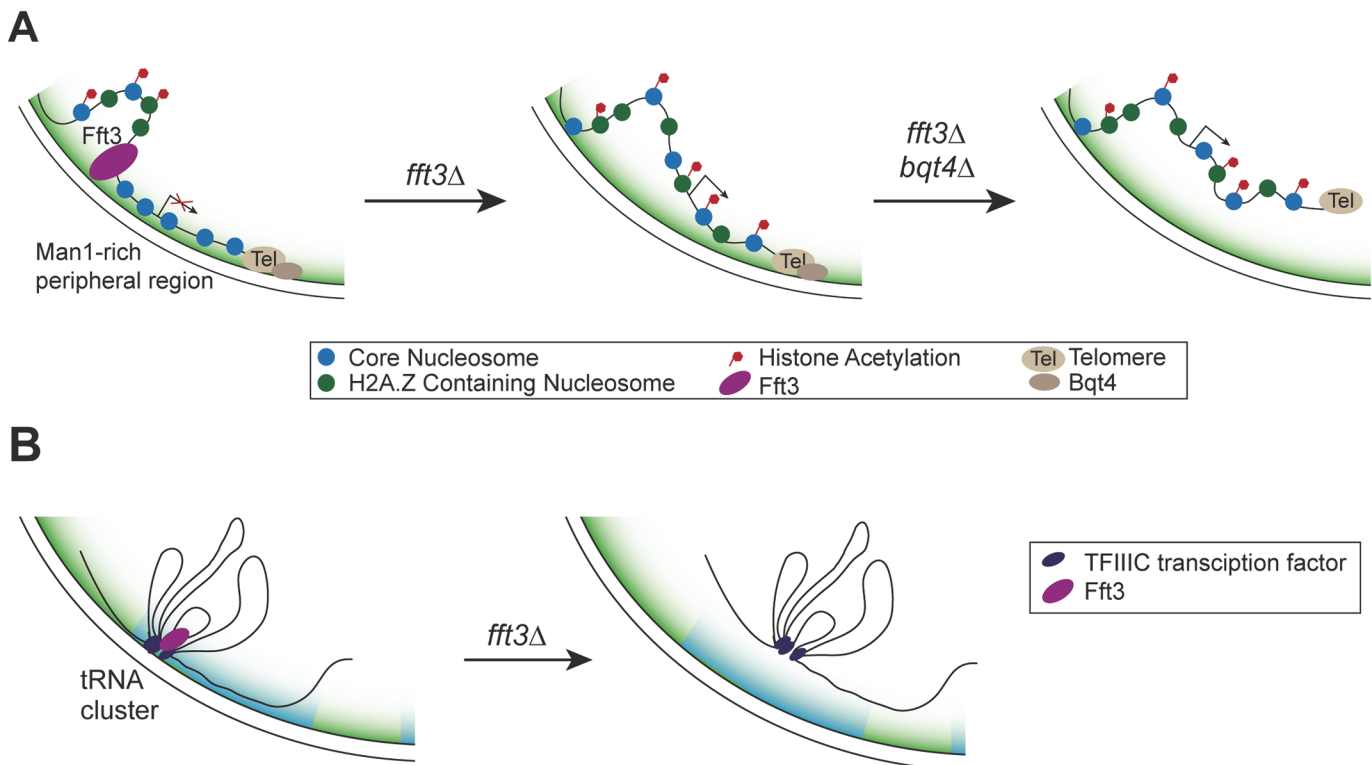 A
Fft3
Tel
Man1-rich
peripheral region
fft3Δ
Tel
fft3Δ
bqt4Δ
Tel
Core Nucleosome
H2A.Z Containing Nucleosome
Histone Acetylation
Fft3
Tel Telomere
Bqt4
B
tRNA
cluster
fft3Δ
TFIIIC transciption factor
Fft3